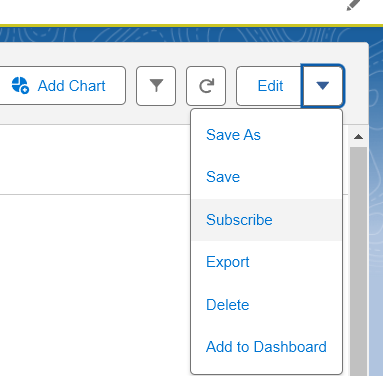 Add Chart
Edit
Save As
Save
Subscribe
Export
Delete
Add to Dashboard